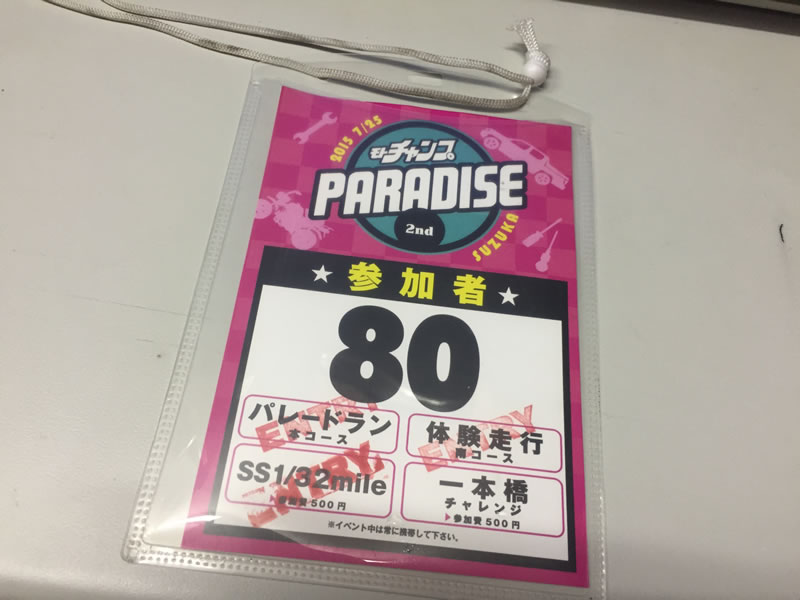 2015 7/25
モトチャンプ
PARADISE
2nd
SUZUKA
★参加者★
80
パレードラン
本コース
ENTRY
体験走行
南コース
ENTRY
SS1/32mile
▶参加費500円
ENTRY
一本橋
チャレンジ
▶参加費500円
※イベント中は常に携帯して下さい。